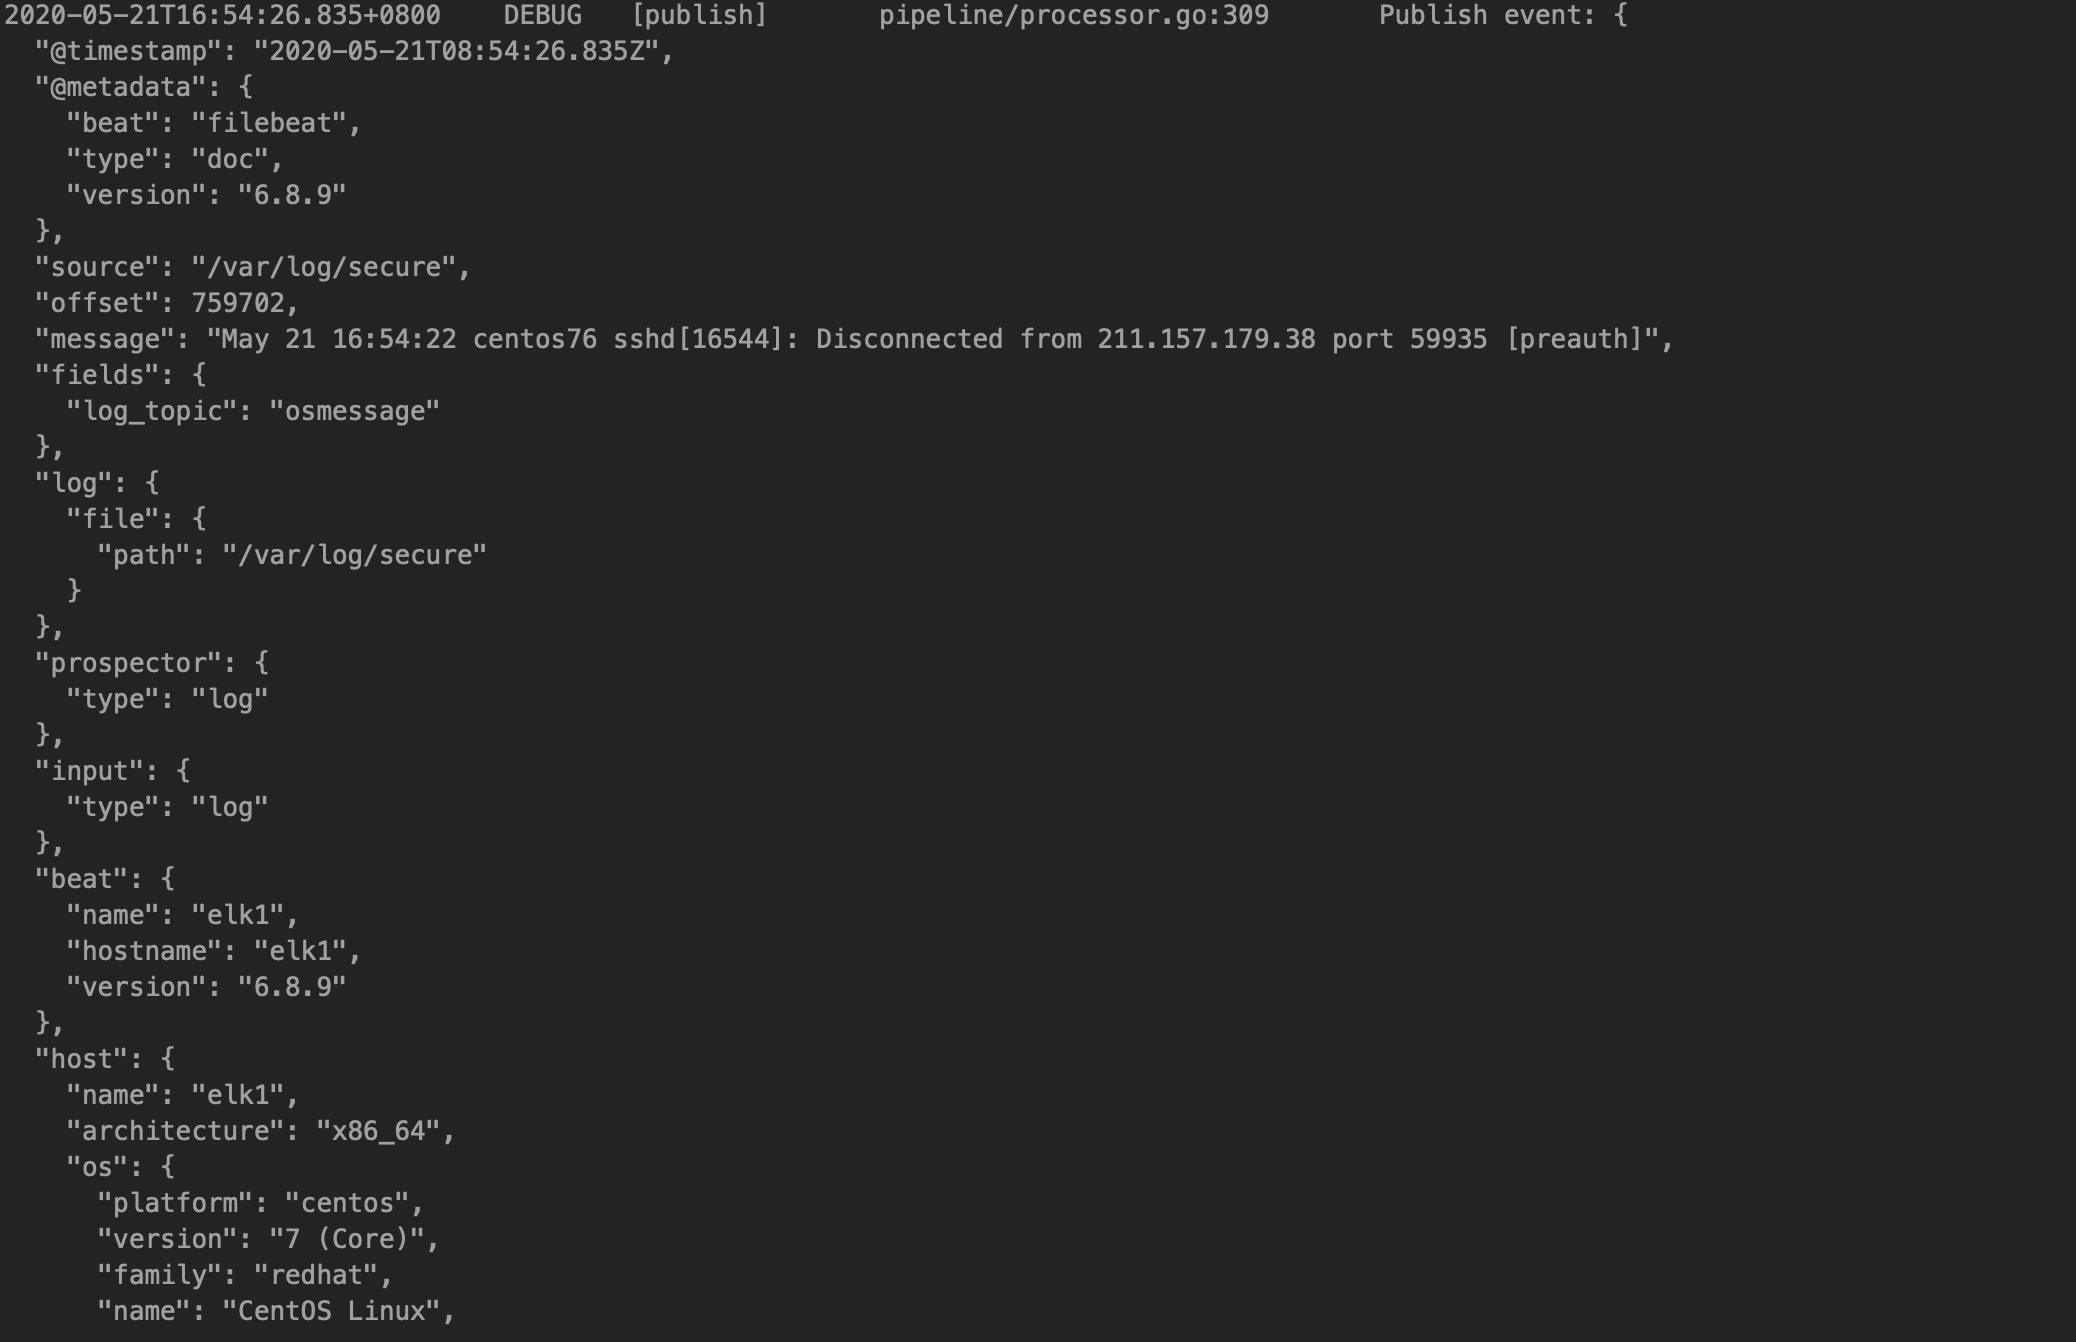 2020-05-21T16:54:26.835+0800    DEBUG   [publish]       pipeline/processor.go:309       Publish event: {
  "@timestamp": "2020-05-21T08:54:26.835Z",
  "@metadata": {
    "beat": "filebeat",
    "type": "doc",
    "version": "6.8.9"
  },
  "source": "/var/log/secure",
  "offset": 759702,
  "message": "May 21 16:54:22 centos76 sshd[16544]: Disconnected from 211.157.179.38 port 59935 [preauth]",
  "fields": {
    "log_topic": "osmessage"
  },
  "log": {
    "file": {
      "path": "/var/log/secure"
    }
  },
  "prospector": {
    "type": "log"
  },
  "input": {
    "type": "log"
  },
  "beat": {
    "name": "elk1",
    "hostname": "elk1",
    "version": "6.8.9"
  },
  "host": {
    "name": "elk1",
    "architecture": "x86_64",
    "os": {
      "platform": "centos",
      "version": "7 (Core)",
      "family": "redhat",
      "name": "CentOS Linux",